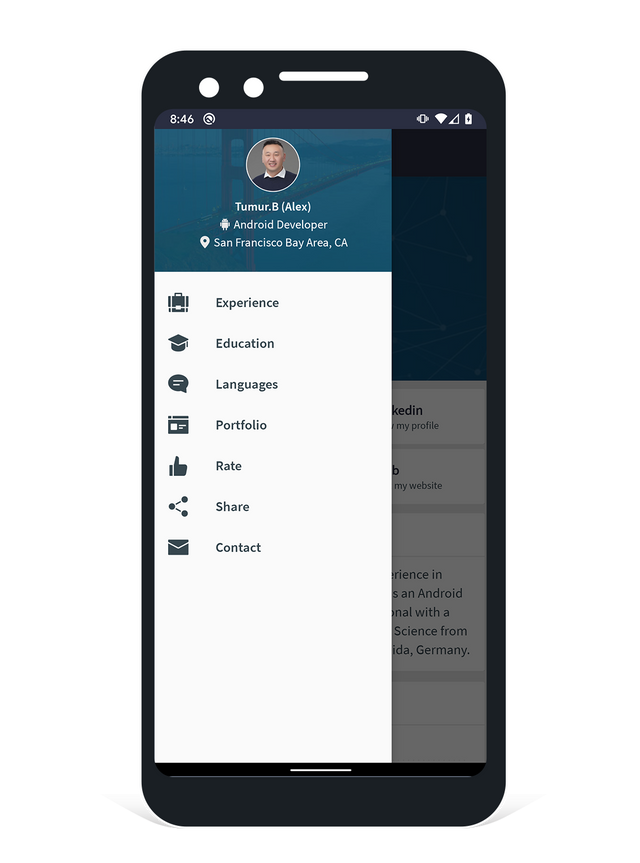 8:46
Tumur.B (Alex)
Android Developer
San Francisco Bay Area, CA
Experience
Education
Languages
Portfolio
Rate
Share
Contact
kedin
my profile
b
my website
erience in
s an Android
onal with a
Science from
ida, Germany.